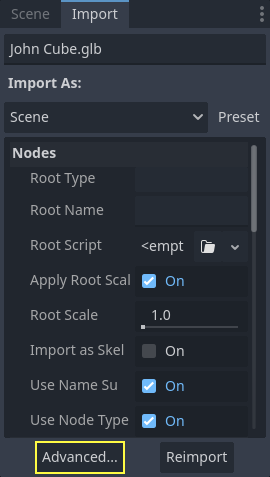 Scene Import
John Cube.glb
Import As:
Scene Preset
Nodes
Root Type
Root Name
Root Script <empt
Apply Root Scal On
Root Scale 1.0
Import as Skel On
Use Name Su On
Use Node Type On
Advanced... Reimport